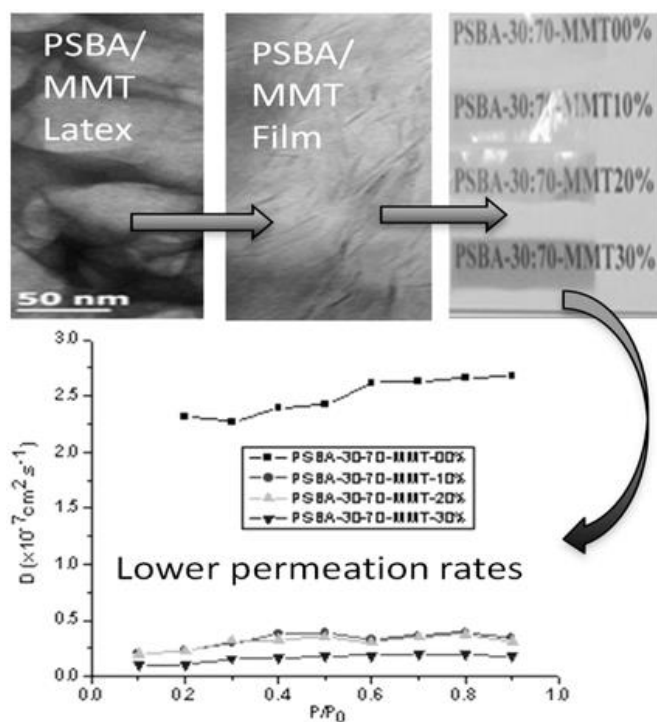 PSBA/
MMT
Latex
50 nm
PSBA/
MMT
Film
PSBA-30:70-MMT00%
PSBA-30:70-MMT10%
PSBA-30:70-MMT20%
PSBA-30:70-MMT30%
3.0
2.5
2.0
1.5
1.0
0.5
0.0
D (×10⁻⁷cm²s⁻¹)
PSBA-30-70-MMT-00%
PSBA-30-70-MMT-10%
PSBA-30-70-MMT-20%
PSBA-30-70-MMT-30%
Lower permeation rates
0.0 0.2 0.4 0.6 0.8 1.0
P/P₀